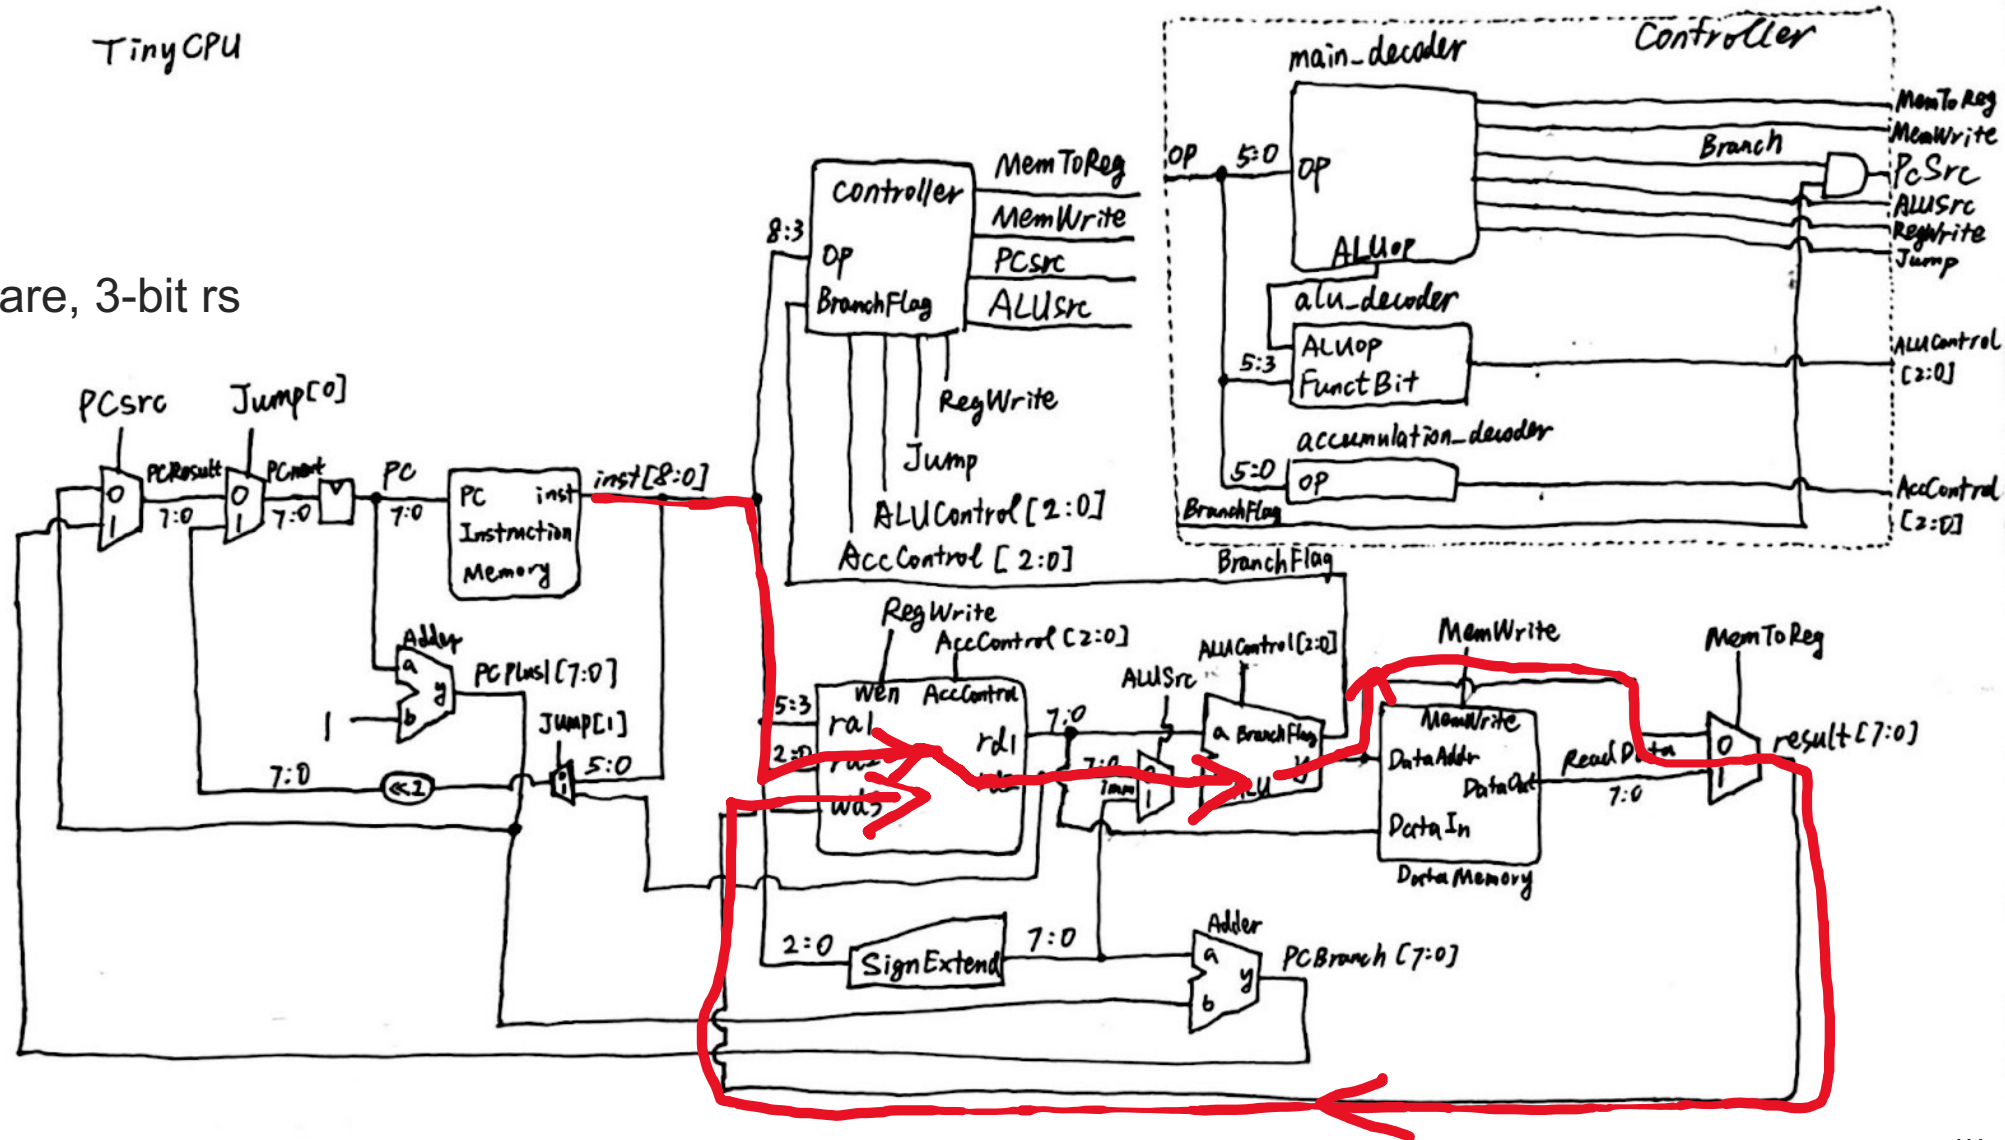 TinyCPU
are, 3-bit rs
PCsrc
Jump[0]
0
1
PCResult
7:0
0
1
PCnext
7:0
PC
7:0
PC
inst
Instruction
Memory
inst[8:0]
Adder
a
b
y
1
PCPlus1[7:0]
Jump[1]
5:0
<<2
7:0
8:3
controller
OP
BranchFlag
MemToReg
MemWrite
PCsrc
ALUsrc
RegWrite
Jump
ALUControl[2:0]
AccControl[2:0]
Controller
main_decoder
OP
5:0
OP
ALUop
MemToReg
MemWrite
Branch
PcSrc
ALUSrc
RegWrite
Jump
alu_decoder
5:3
ALUop
FunctBit
ALUControl
[2:0]
accumulation_decoder
5:0
OP
AccControl
[2:0]
BranchFlag
BranchFlag
RegWrite
AccControl[2:0]
wen
AccControl
5:3
ra1
2:0
ra2
wd3
rd1
rd2
7:0
7:0
imm
ALUSrc
0
1
ALUControl[2:0]
a
BranchFlag
ALU
y
MemWrite
MemWrite
DataAddr
DataOut
DataIn
DataMemory
ReadData
7:0
MemToReg
0
1
result[7:0]
2:0
SignExtend
7:0
Adder
a
b
y
PCBranch[7:0]